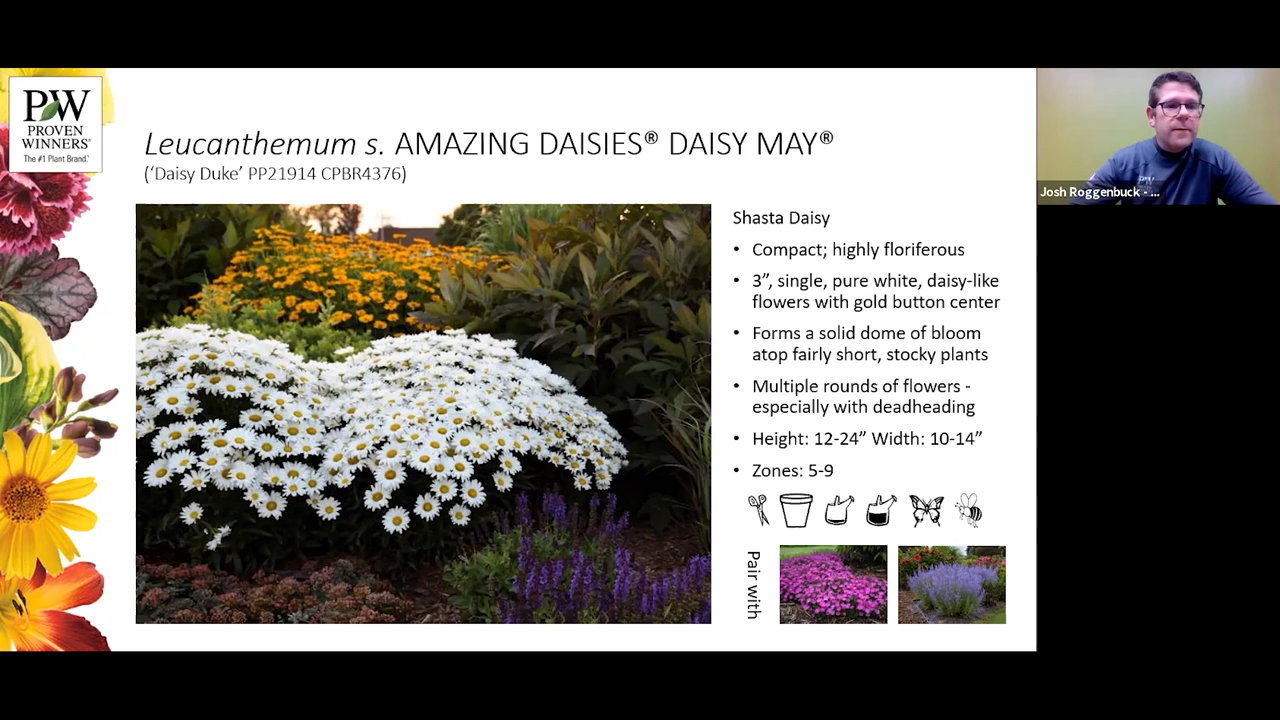 PW
PROVEN
WINNERS®
The #1 Plant Brand.®
Leucanthemum s. AMAZING DAISIES® DAISY MAY®
(‘Daisy Duke’ PP21914 CPBR4376)
Josh Roggenbuck - ...
Shasta Daisy
• Compact; highly floriferous
• 3”, single, pure white, daisy-like
flowers with gold button center
• Forms a solid dome of bloom
atop fairly short, stocky plants
• Multiple rounds of flowers -
especially with deadheading
• Height: 12-24” Width: 10-14”
• Zones: 5-9
Pair with